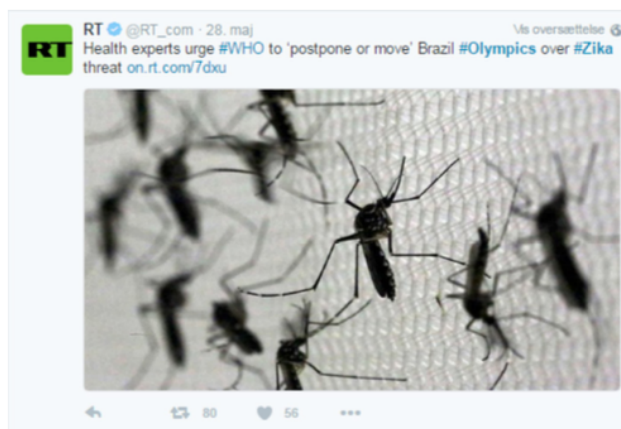 RT @RT_com · 28. maj Vis oversættelse
RT
Health experts urge #WHO to ‘postpone or move’ Brazil #Olympics over #Zika
threat on.rt.com/7dxu
80 56